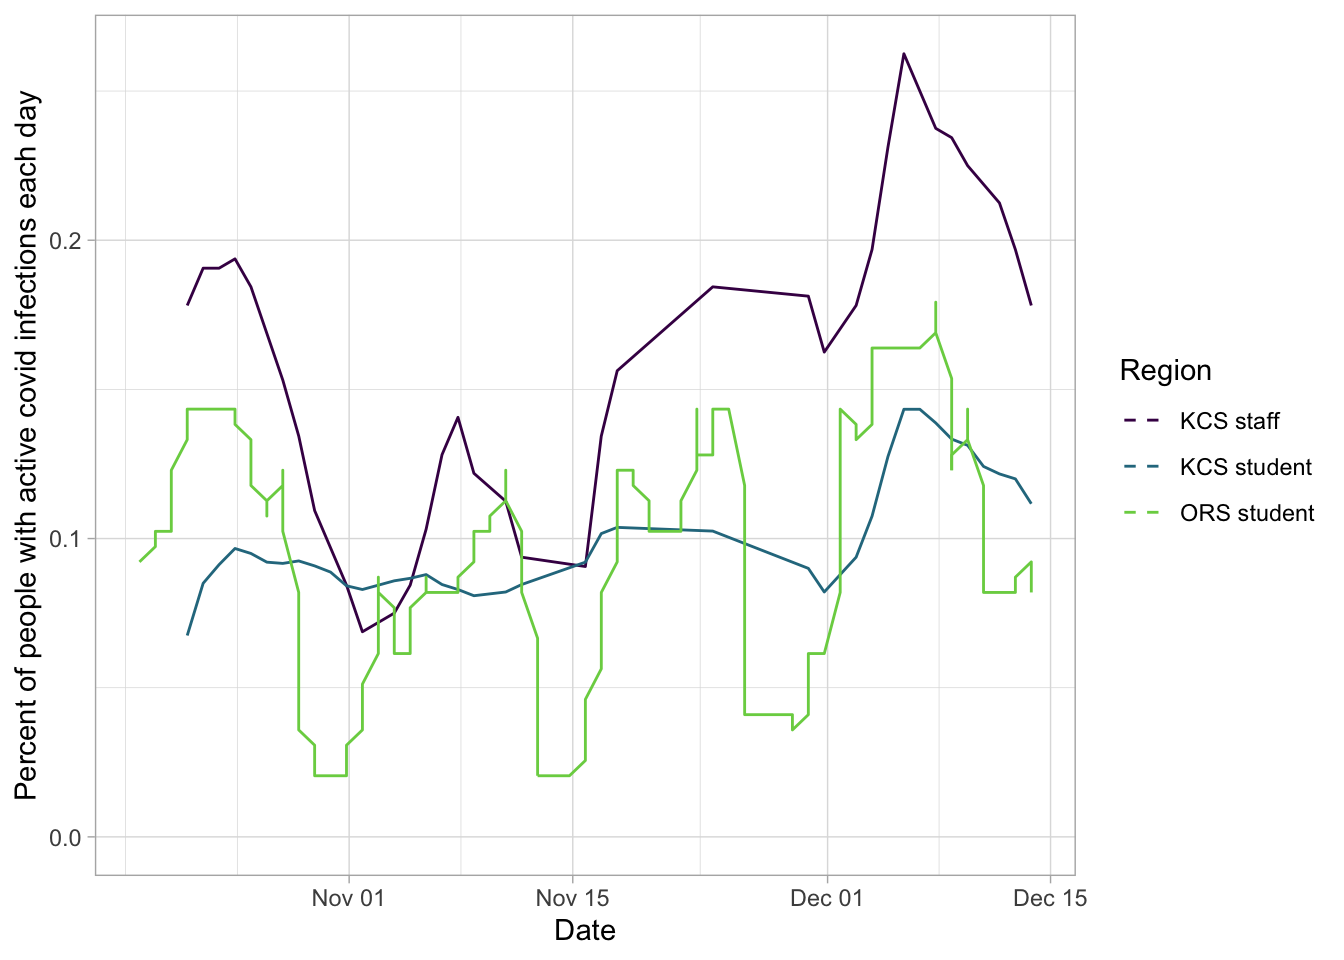 Percent of people with active covid infections each day
0.2
0.1
0.0
Nov 01
Nov 15
Dec 01
Dec 15
Date
Region
KCS staff
KCS student
ORS student